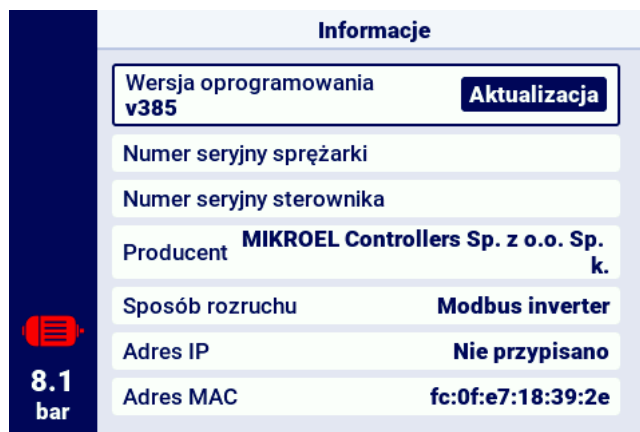 Informacje
Wersja oprogramowania
v385
Aktualizacja
Numer seryjny sprężarki
Numer seryjny sterownika
Producent MIKROEL Controllers Sp. z o.o. Sp.
k.
Sposób rozruchu Modbus inverter
Adres IP Nie przypisano
Adres MAC fc:0f:e7:18:39:2e
8.1
bar